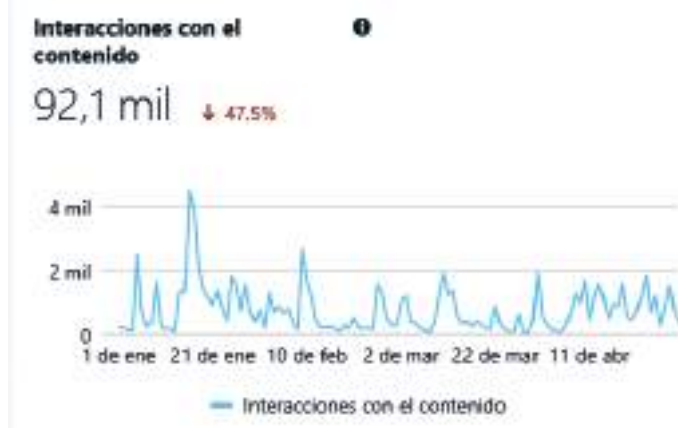 Interacciones con el
contenido
92,1 mil ↓ 47.5%
4 mil
2 mil
0
1 de ene 21 de ene 10 de feb 2 de mar 22 de mar 11 de abr
Interacciones con el contenido